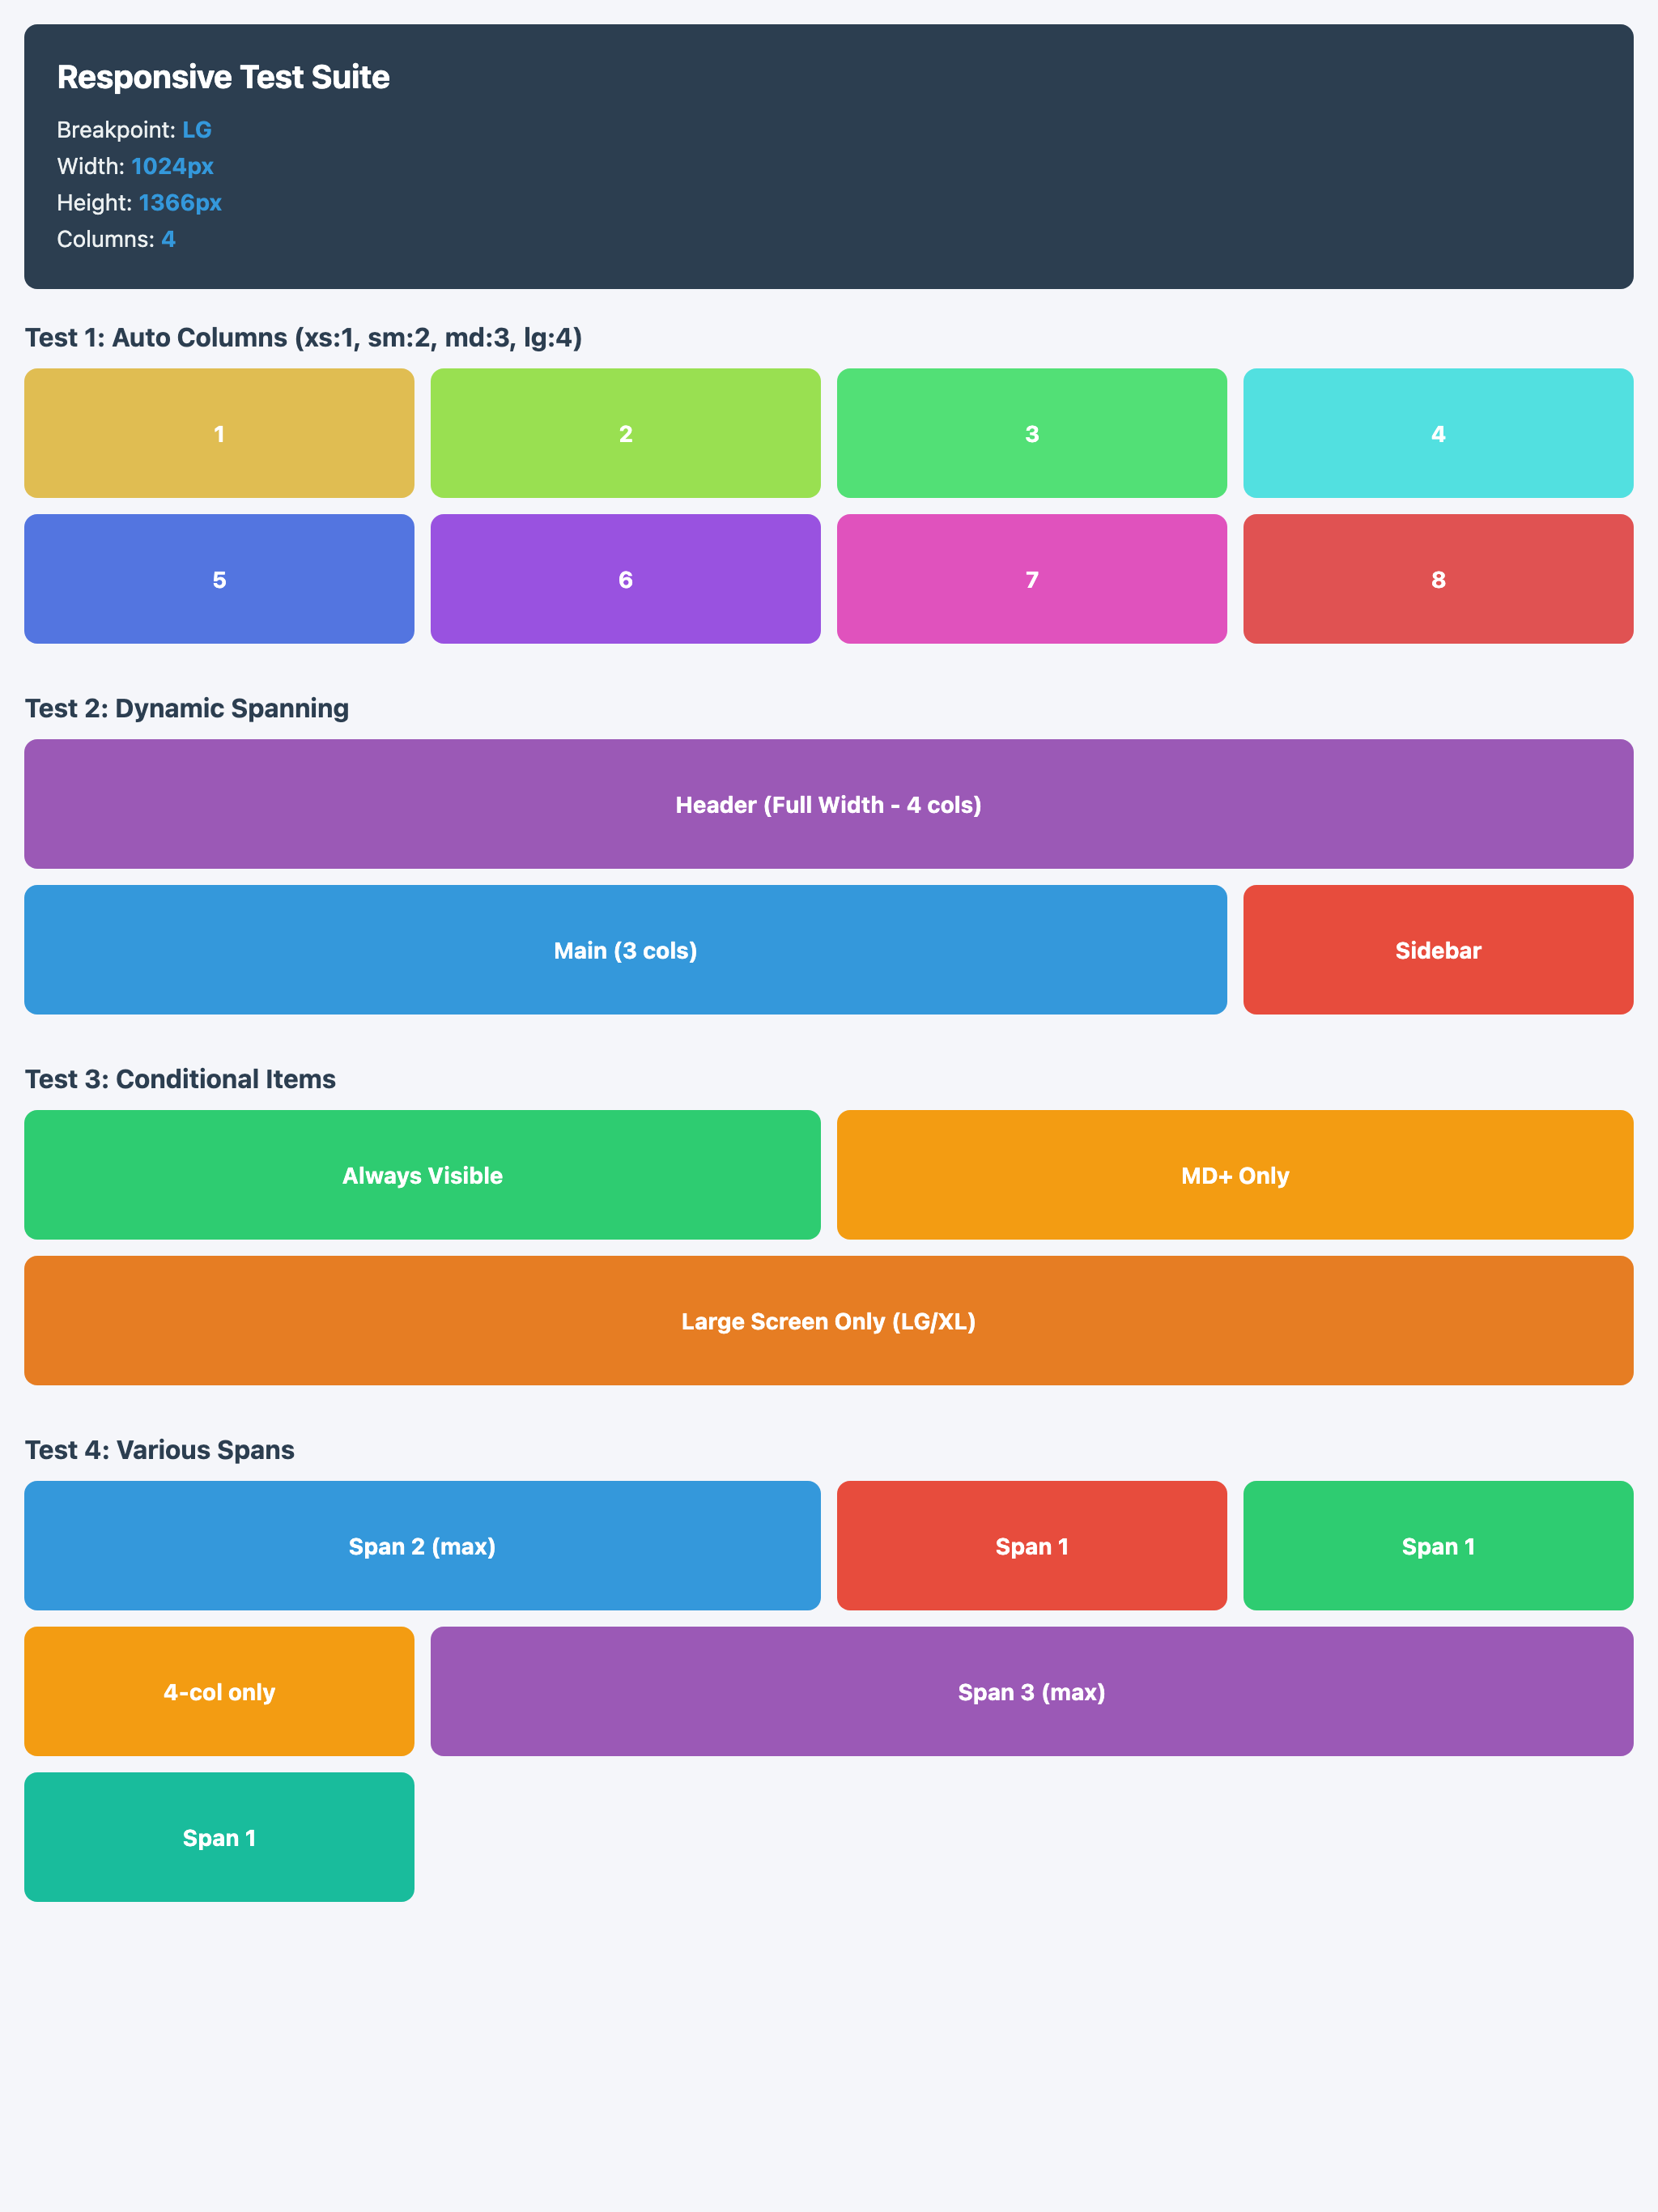 Responsive Test Suite
Breakpoint: LG
Width: 1024px
Height: 1366px
Columns: 4
Test 1: Auto Columns (xs:1, sm:2, md:3, lg:4)
1
2
3
4
5
6
7
8
Test 2: Dynamic Spanning
Header (Full Width - 4 cols)
Main (3 cols)
Sidebar
Test 3: Conditional Items
Always Visible
MD+ Only
Large Screen Only (LG/XL)
Test 4: Various Spans
Span 2 (max)
Span 1
Span 1
4-col only
Span 3 (max)
Span 1